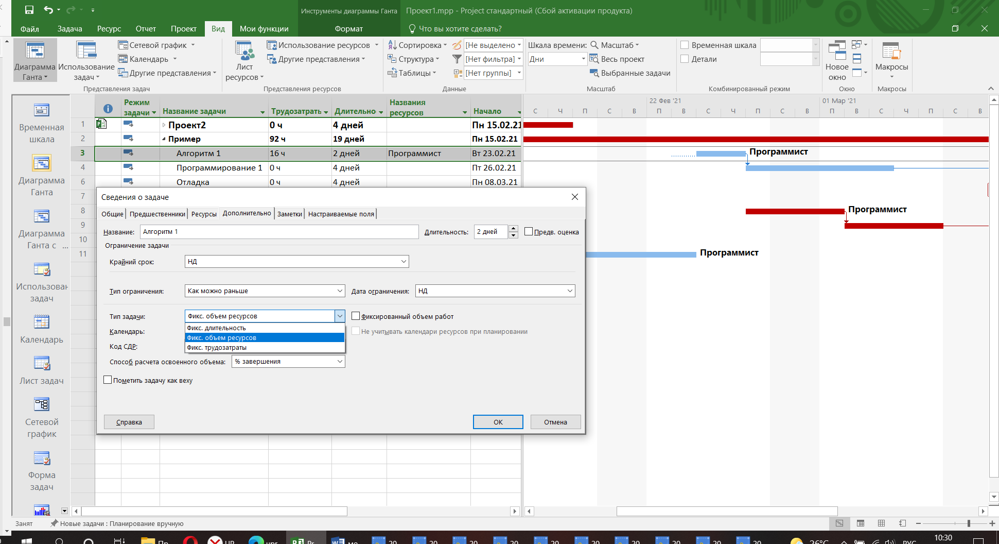 Инструменты диаграммы Ганта
Проект1.mpp - Project стандартный (Сбой активации продукта)
Файл
Задача
Ресурс
Отчет
Проект
Вид
Мои функции
Формат
Что вы хотите сделать?
Диаграмма Ганта
Использование задач
Сетевой график
Календарь
Другие представления
Представления задач
Лист ресурсов
Использование ресурсов
Другие представления
Представления ресурсов
Сортировка
Структура
Таблицы
[Не выделено
[Нет фильтра]
[Нет группы]
Данные
Шкала времени:
Дни
Масштаб
Весь проект
Выбранные задачи
Масштаб
Временная шкала
Детали
Комбинированный режим
Новое окно
Окно
Макросы
Макросы
Временная шкала
Диаграмма Ганта
Диаграмма Ганта с ...
Использован задач
Календарь
Лист задач
Сетевой график
Форма задач
Режим задачи
Название задачи
Трудозатрать
Длительно
Названия ресурсов
Начало
22 Фев '21
01 Мар '21
С Ч П С В П В С Ч П С В П В С Ч П С В
1 Проект2 0 ч 4 дней Пн 15.02.21
2 Пример 92 ч 19 дней Пн 15.02.21
3 Алгоритм 1 16 ч 2 дней Программист Вт 23.02.21
4 Программирование 1 0 ч 4 дней Пт 26.02.21
6 Отладка 0 ч 4 дней Пн 08.03.21
7
8
9
10
11
Программист
Программист
Программист
Сведения о задаче
Общие
Предшественники
Ресурсы
Дополнительно
Заметки
Настраиваемые поля
Название: Алгоритм 1
Длительность: 2 дней
Предв. оценка
Ограничение задачи
Крайний срок: НД
Тип ограничения: Как можно раньше
Дата ограничения: НД
Тип задачи: Фикс. объем ресурсов
Фиксированный объем работ
Фикс. длительность
Фикс. объем ресурсов
Фикс. трудозатраты
Календарь:
Не учитывать календари ресурсов при планировании
Код СДР:
Способ расчета освоенного объема: % завершения
Пометить задачу как веху
Справка
ОК
Отмена
Занят
Новые задачи : Планирование вручную
10:30